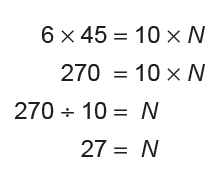 6 × 45 = 10 × N
270 = 10 × N
270 ÷ 10 = N
27 = N